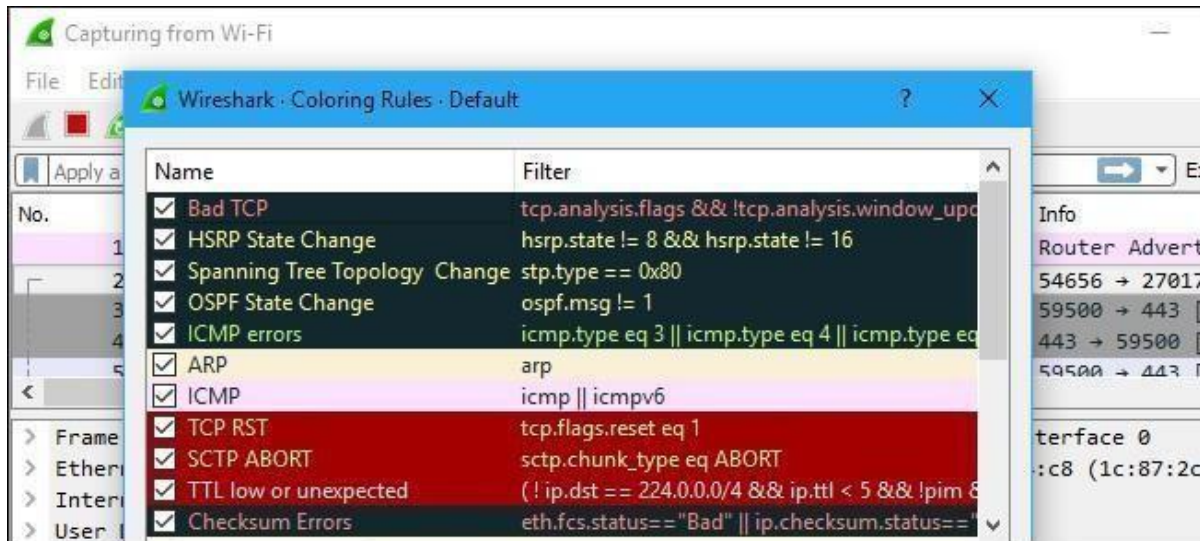 Capturing from Wi-Fi
File Edit
Wireshark · Coloring Rules · Default ? ×
Apply a
Name Filter
No. Info
Bad TCP tcp.analysis.flags && !tcp.analysis.window_upd
1 HSRP State Change hsrp.state != 8 && hsrp.state != 16 Router Advert
2 Spanning Tree Topology Change stp.type == 0x80 54656 → 27017
3 OSPF State Change ospf.msg != 1 59500 → 443 [
4 ICMP errors icmp.type eq 3 || icmp.type eq 4 || icmp.type eq 443 → 59500 [
5 ARP arp 59500 → 443 [
ICMP icmp || icmpv6
Frame TCP RST tcp.flags.reset eq 1 terface 0
Ether SCTP ABORT sctp.chunk_type eq ABORT :c8 (1c:87:2c
Inter TTL low or unexpected ( ! ip.dst == 224.0.0.0/4 && ip.ttl < 5 && !pim &
User Checksum Errors eth.fcs.status=="Bad" || ip.checksum.status=="